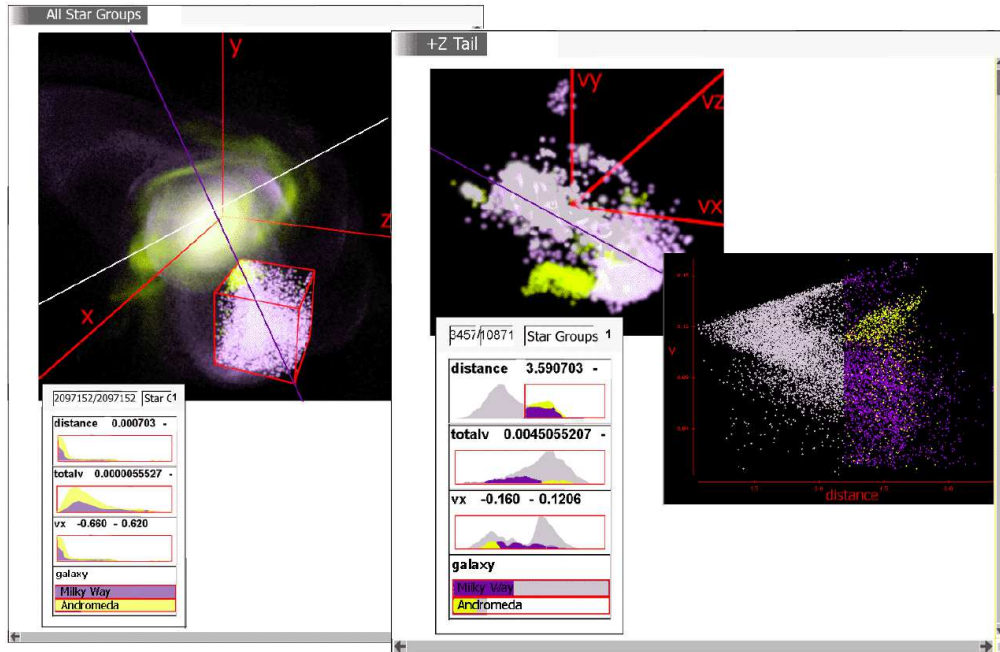 All Star Groups
y
z
x
2097152/2097152 Star G1
distance 0.000703 -
totalv 0.0000055527 -
vx -0.660 - 0.620
galaxy
Milky Way
Andromeda
+Z Tail
vy
vz
vx
3457/10871 Star Groups 1
distance 3.590703 -
totalv 0.0045055207
vx -0.160 - 0.1206
galaxy
Milky Way
Andromeda
v
distance